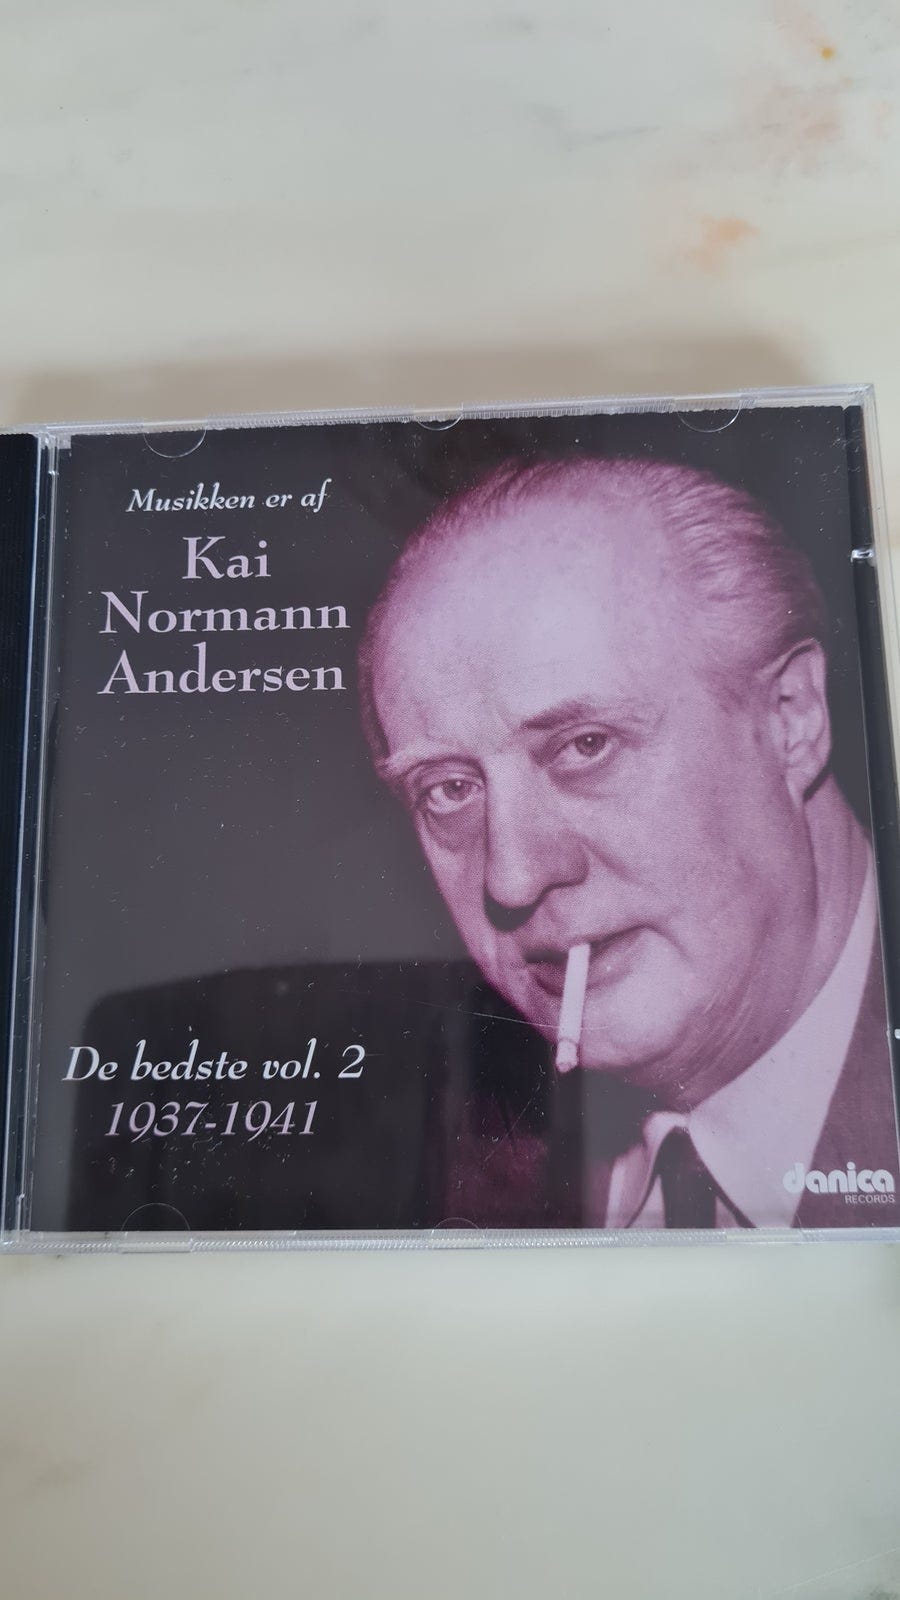 Musikken er af
Kai
Normann
Andersen
De bedste vol. 2
1937-1941
danica
RECORDS